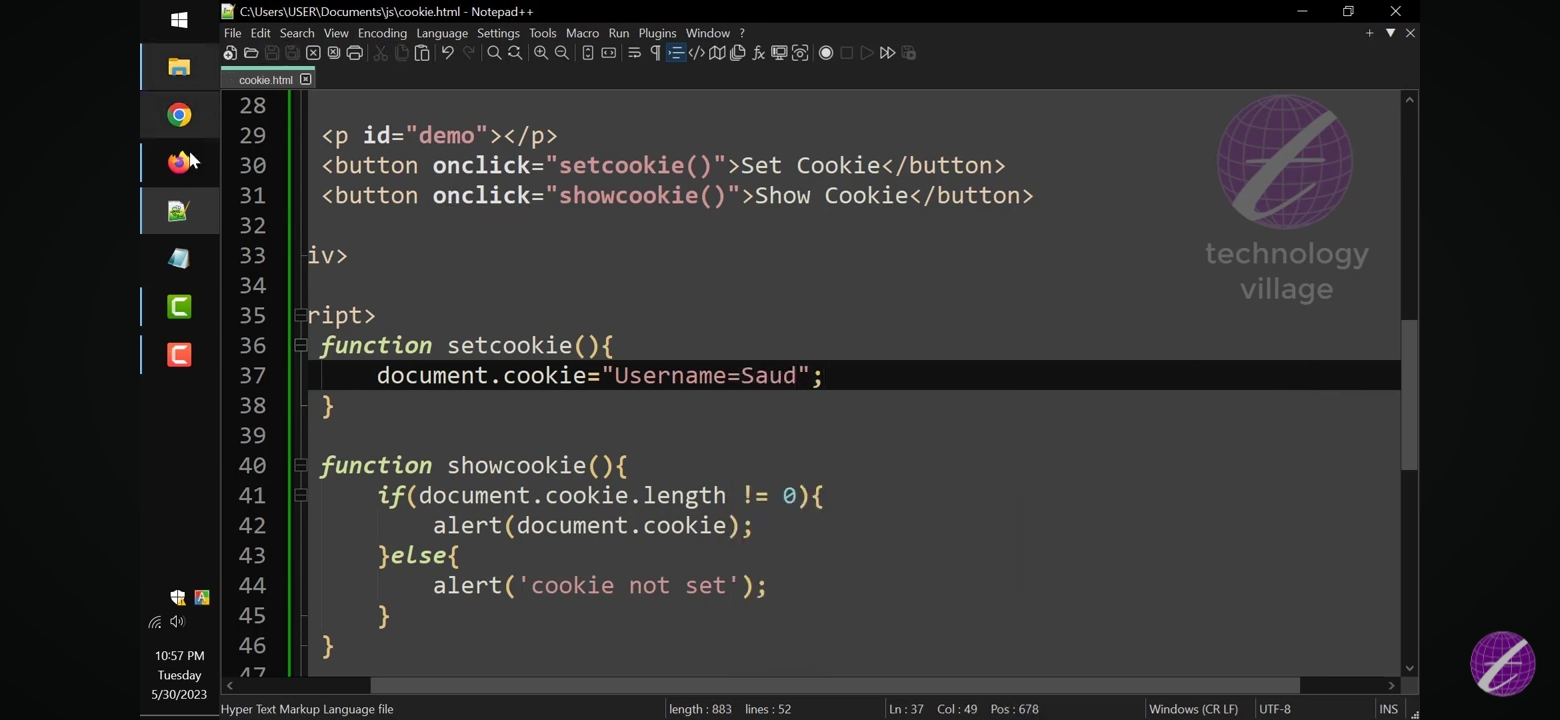 C:\Users\USER\Documents\js\cookie.html - Notepad++
File Edit Search View Encoding Language Settings Tools Macro Run Plugins Window ?
cookie.html
28
29 <p id="demo"></p>
30 <button onclick="setcookie()">Set Cookie</button>
31 <button onclick="showcookie()">Show Cookie</button>
32
33 iv>
34
35 ript>
36 function setcookie(){
37 document.cookie="Username=Saud";
38 }
39
40 function showcookie(){
41 if(document.cookie.length != 0){
42 alert(document.cookie);
43 }else{
44 alert('cookie not set');
45 }
46 }
47
technology
village
10:57 PM
Tuesday
5/30/2023
Hyper Text Markup Language file length : 883 lines : 52 Ln : 37 Col : 49 Pos : 678 Windows (CR LF) UTF-8 INS